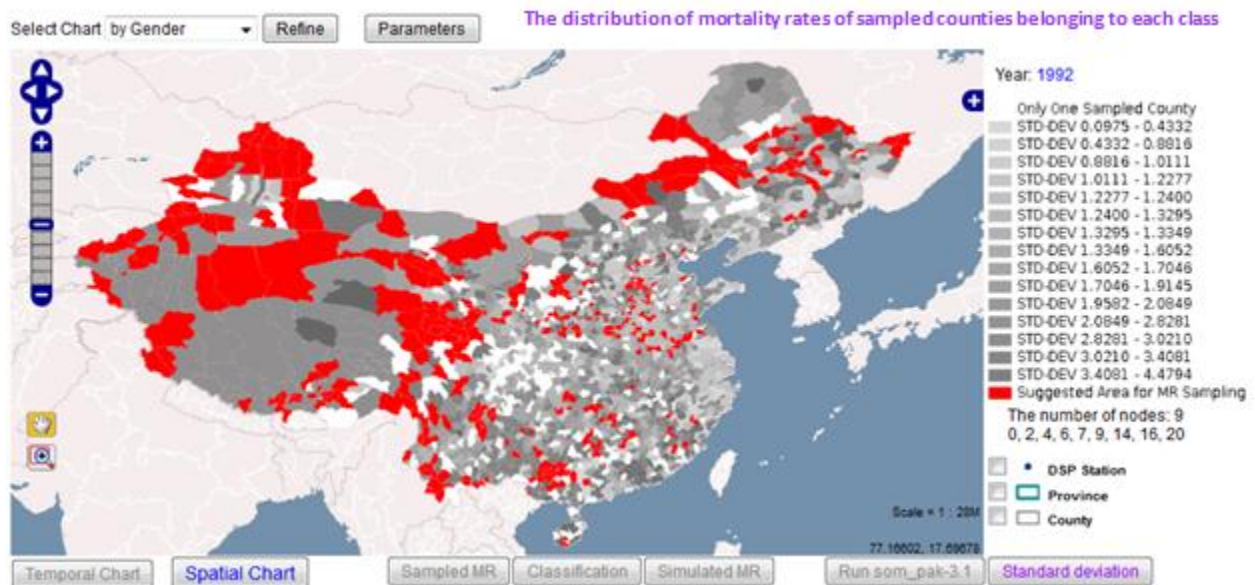 The distribution of mortality rates of sampled counties belonging to each class
Select Chart by Gender Refine Parameters
Year: 1992
Only One Sampled County
STD-DEV 0.0975 - 0.4332
STD-DEV 0.4332 - 0.8816
STD-DEV 0.8816 - 1.0111
STD-DEV 1.0111 - 1.2277
STD-DEV 1.2277 - 1.2400
STD-DEV 1.2400 - 1.3295
STD-DEV 1.3295 - 1.3349
STD-DEV 1.3349 - 1.6052
STD-DEV 1.6052 - 1.7046
STD-DEV 1.7046 - 1.9145
STD-DEV 1.9582 - 2.0849
STD-DEV 2.0849 - 2.8281
STD-DEV 2.8281 - 3.0210
STD-DEV 3.0210 - 3.4081
STD-DEV 3.4081 - 4.4794
Suggested Area for MR Sampling
The number of nodes: 9
0, 2, 4, 6, 7, 9, 14, 16, 20
DSP Station
Province
County
Scale = 1 : 28M
77.16602, 17.69678
Temporal Chart Spatial Chart Sampled MR Classification Simulated MR Run som_pak-3.1 Standard deviation